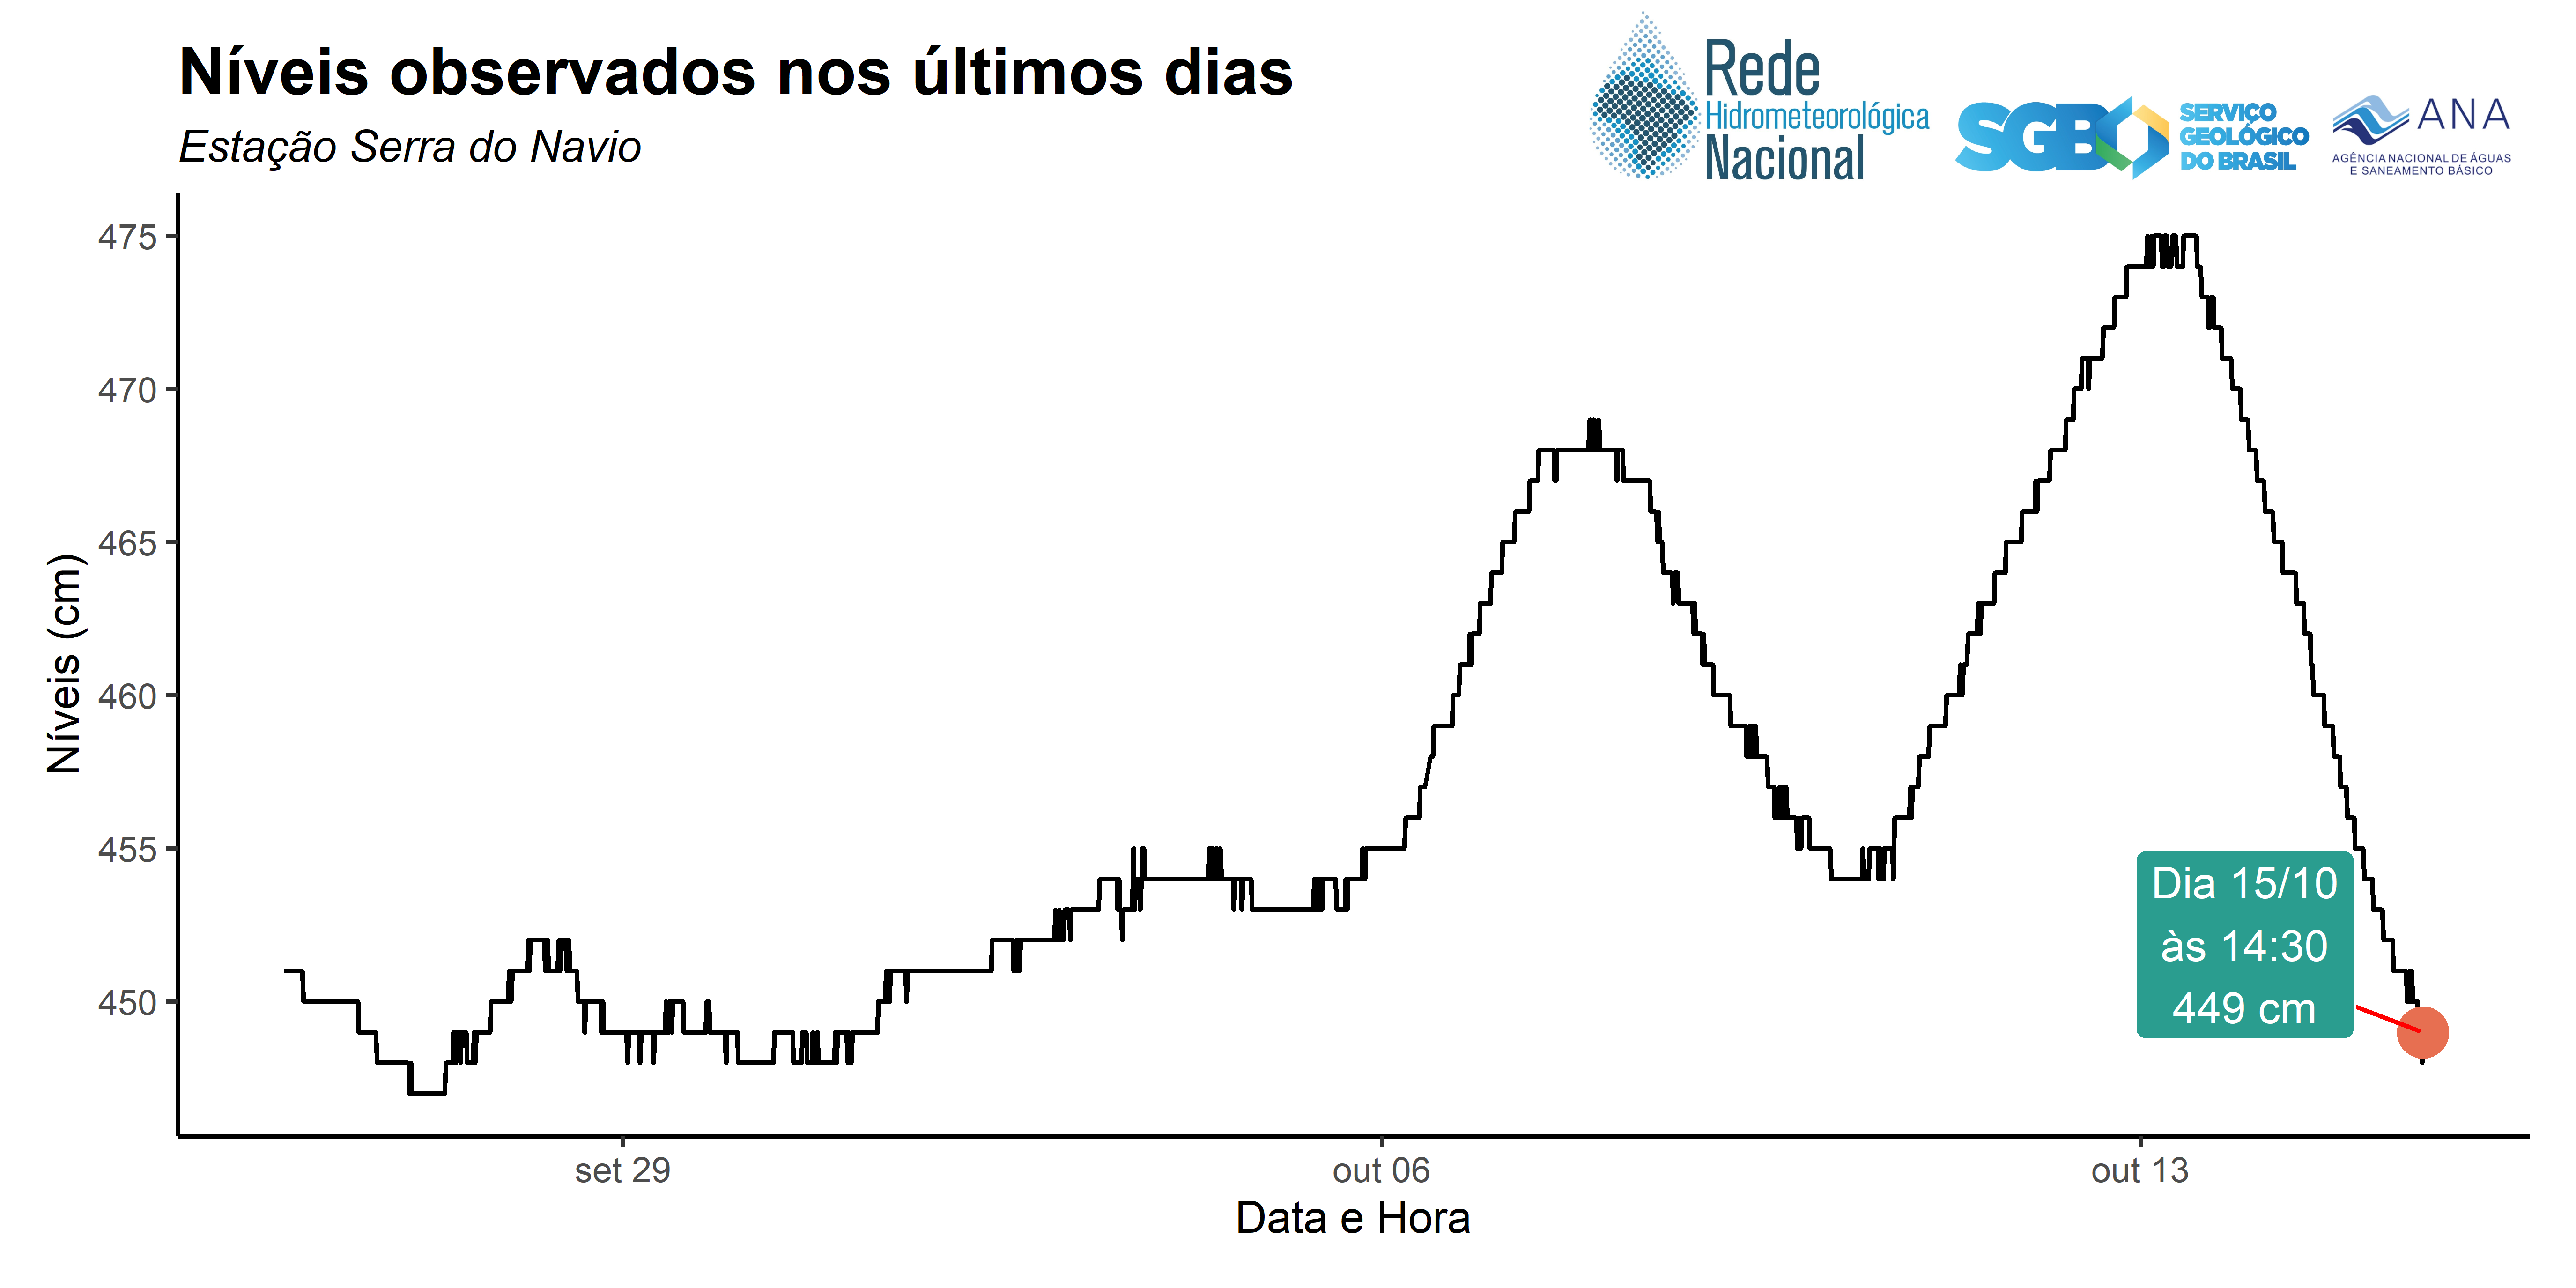 Níveis observados nos últimos dias
Estação Serra do Navio
Rede
Hidrometeorológica
Nacional
SGB
SERVIÇO
GEOLÓGICO
DO BRASIL
ANA
AGÊNCIA NACIONAL DE ÁGUAS
E SANEAMENTO BÁSICO
Níveis (cm)
475
470
465
460
455
450
Dia 15/10
às 14:30
449 cm
set 29
out 06
out 13
Data e Hora